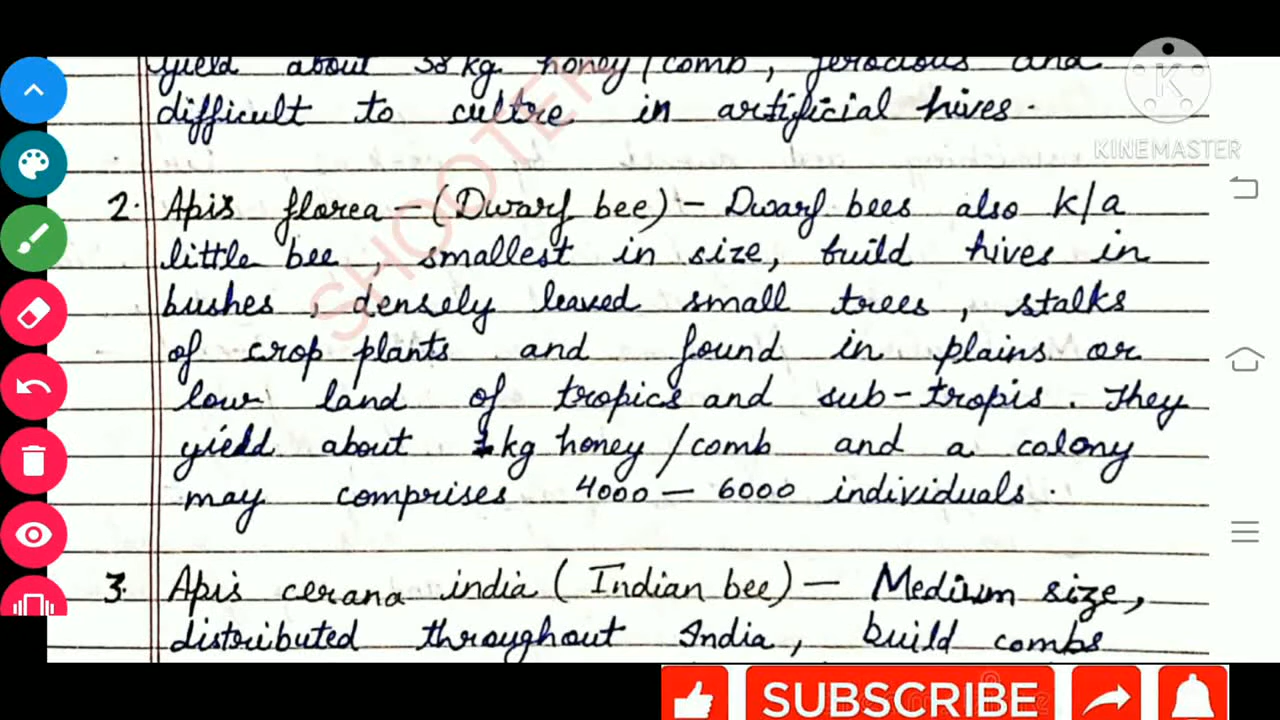 yield about 38 kg honey/comb, ferocious and
difficult to cultre in artificial hives.
2. Apis florea - (Dwarf bee) - Dwarf bees also k/a
little bee, smallest in size, build hives in
bushes, densely leaved small trees, stalks
of crop plants and found in plains or
low land of tropics and sub-tropis. They
yield about 1 kg honey/comb and a colony
may comprises 4000 - 6000 individuals.
3. Apis cerana india (Indian bee) - Medium size,
distributed throughout India, build combs
SHOOTER
K
KINEMASTER
SUBSCRIBE